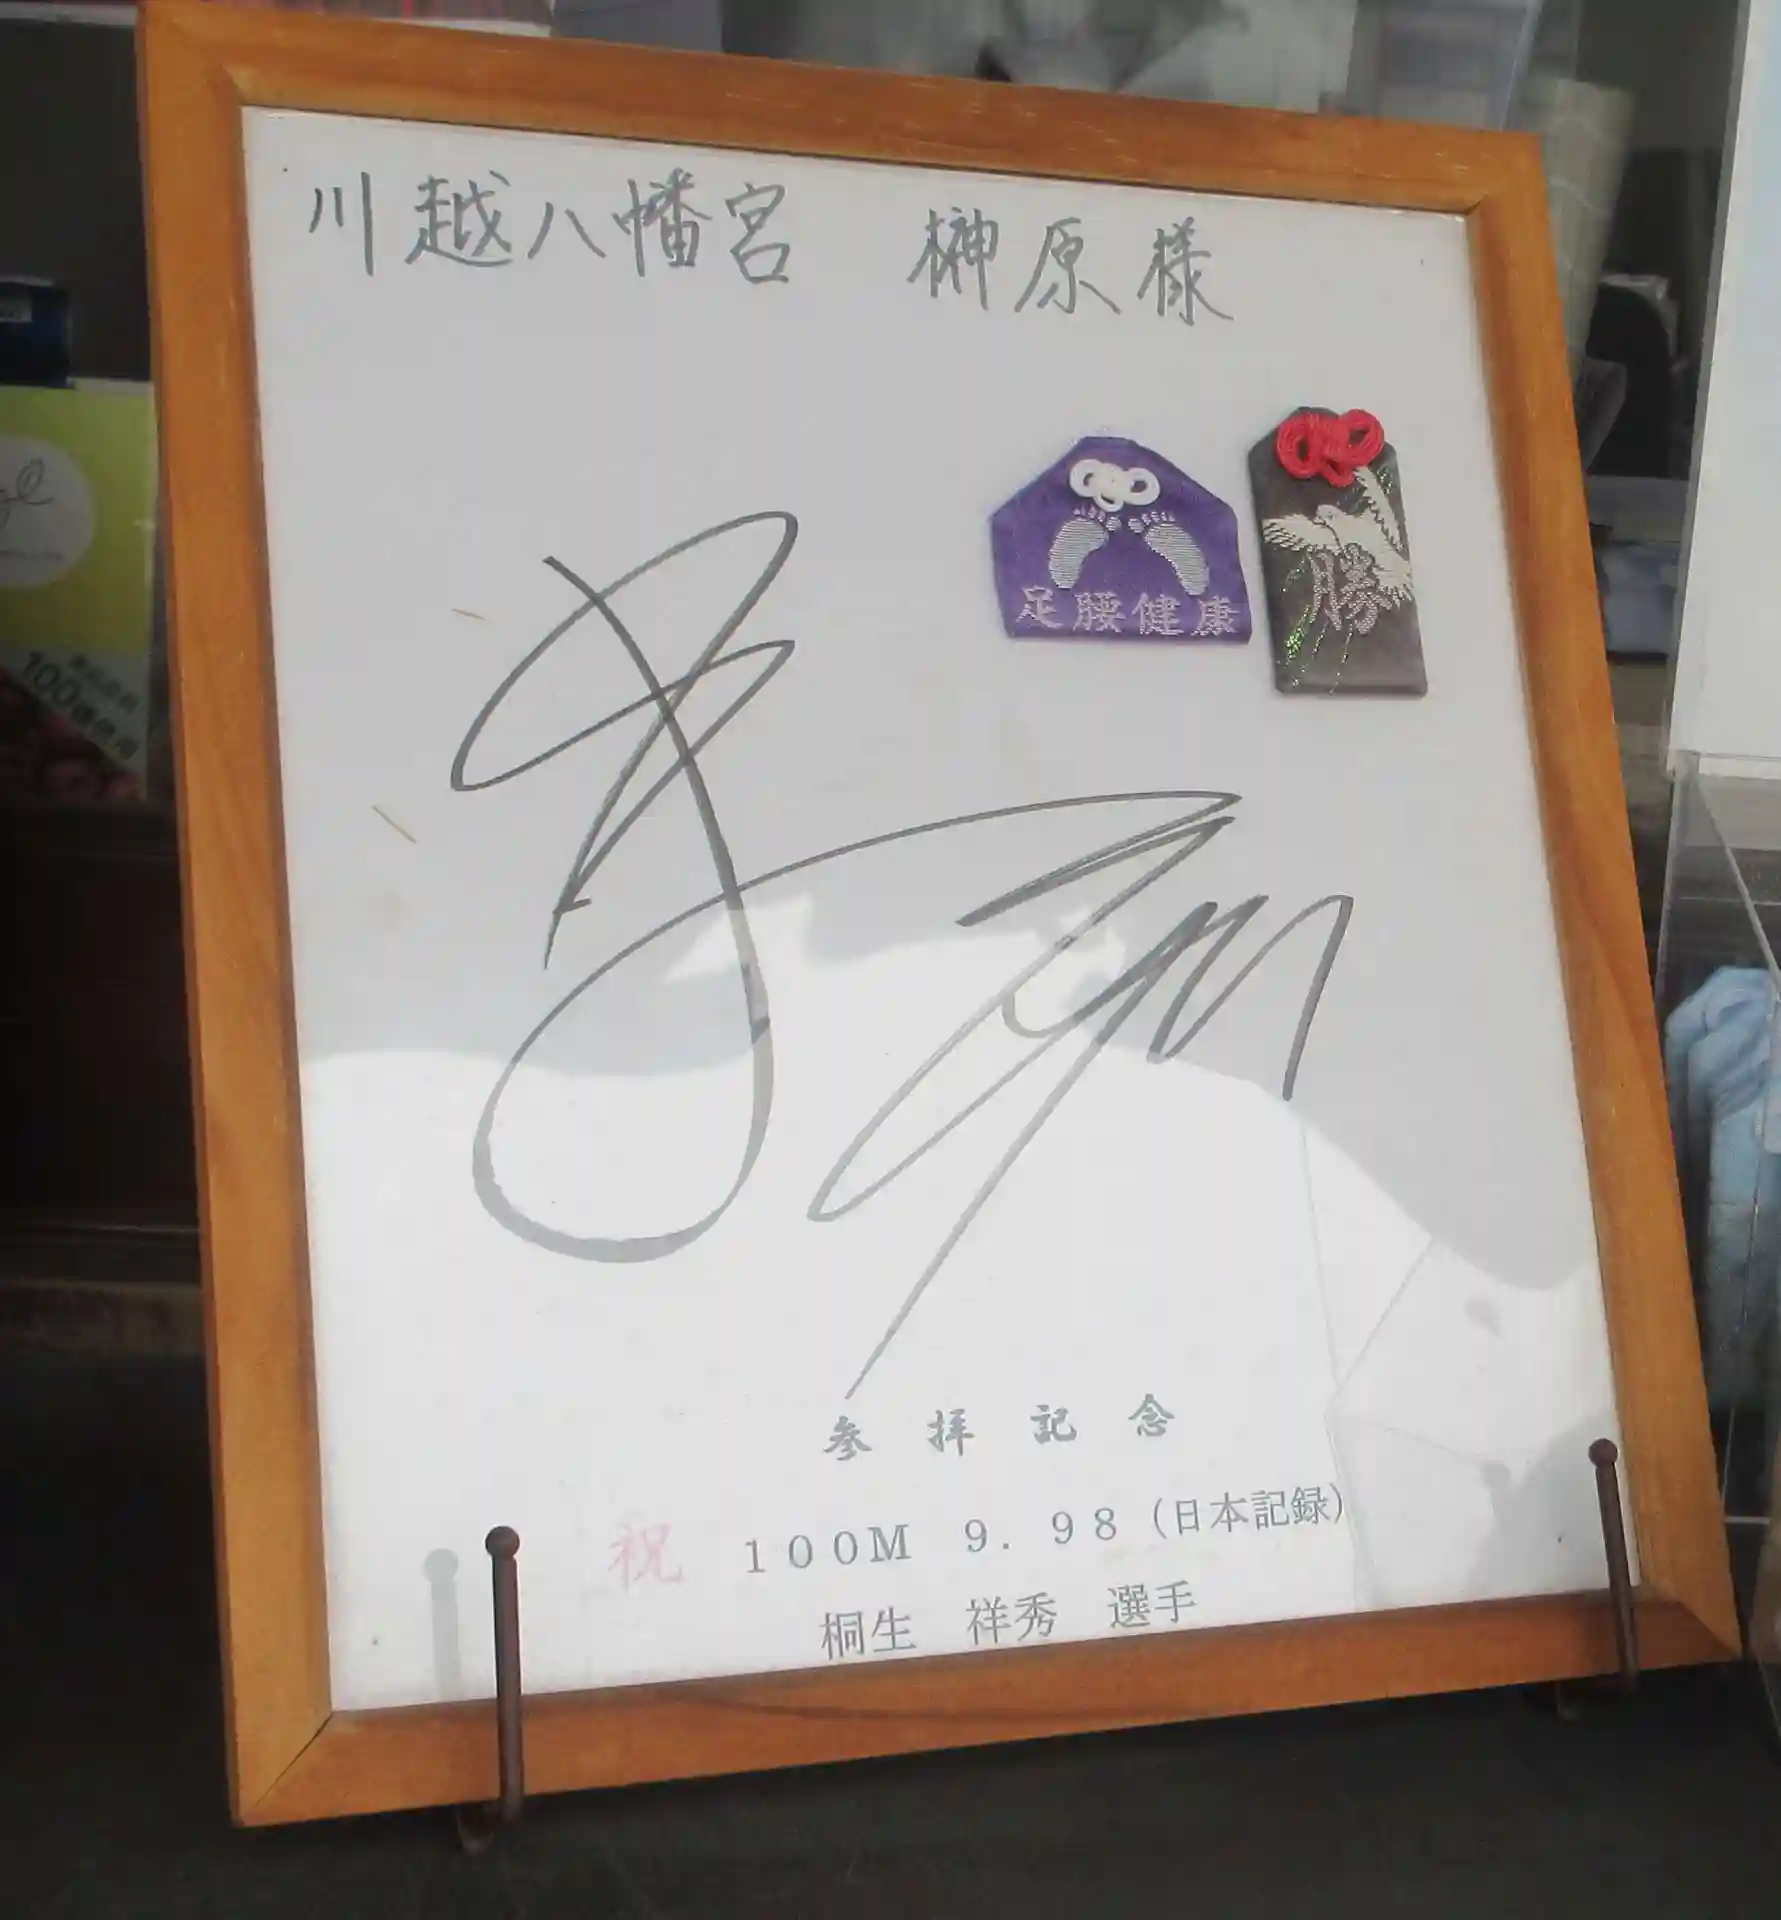 川越八幡宮　榊原様
足腰健康
勝
参拝記念
祝　１００Ｍ　９．９８（日本記録）
桐生　祥秀　選手
100